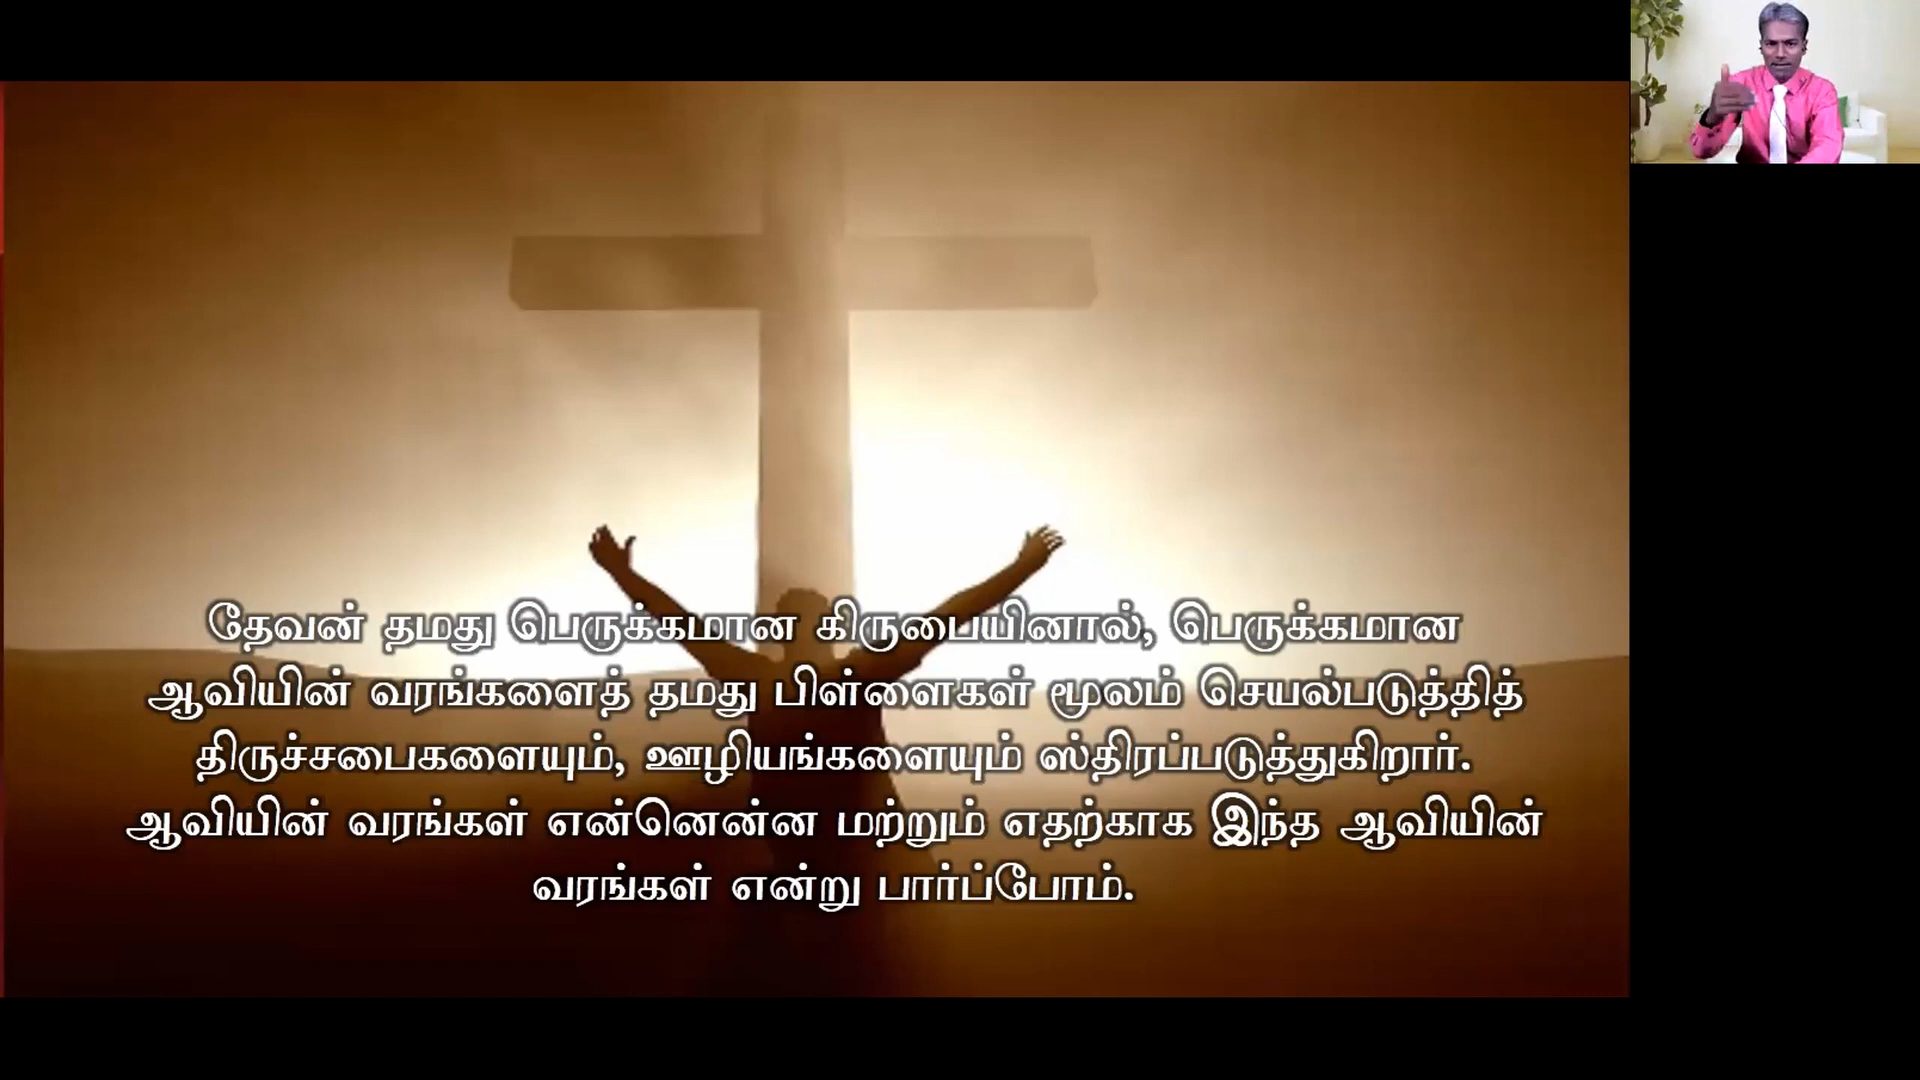 தேவன் தமது பெருக்கமான கிருபையினால், பெருக்கமான
ஆவியின் வரங்களைத் தமது பிள்ளைகள் மூலம் செயல்படுத்தித்
திருச்சபைகளையும், ஊழியங்களையும் ஸ்திரப்படுத்துகிறார்.
ஆவியின் வரங்கள் என்னென்ன மற்றும் எதற்காக இந்த ஆவியின்
வரங்கள் என்று பார்ப்போம்.